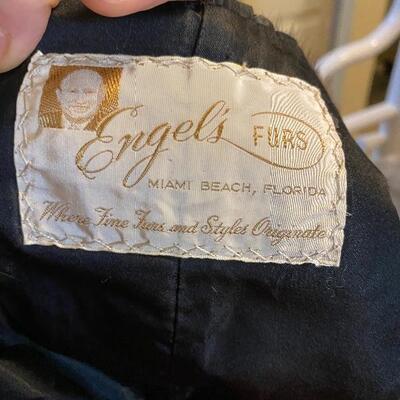 Engel's FURS
MIAMI BEACH, FLORIDA
Where Fine Furs and Styles Originate